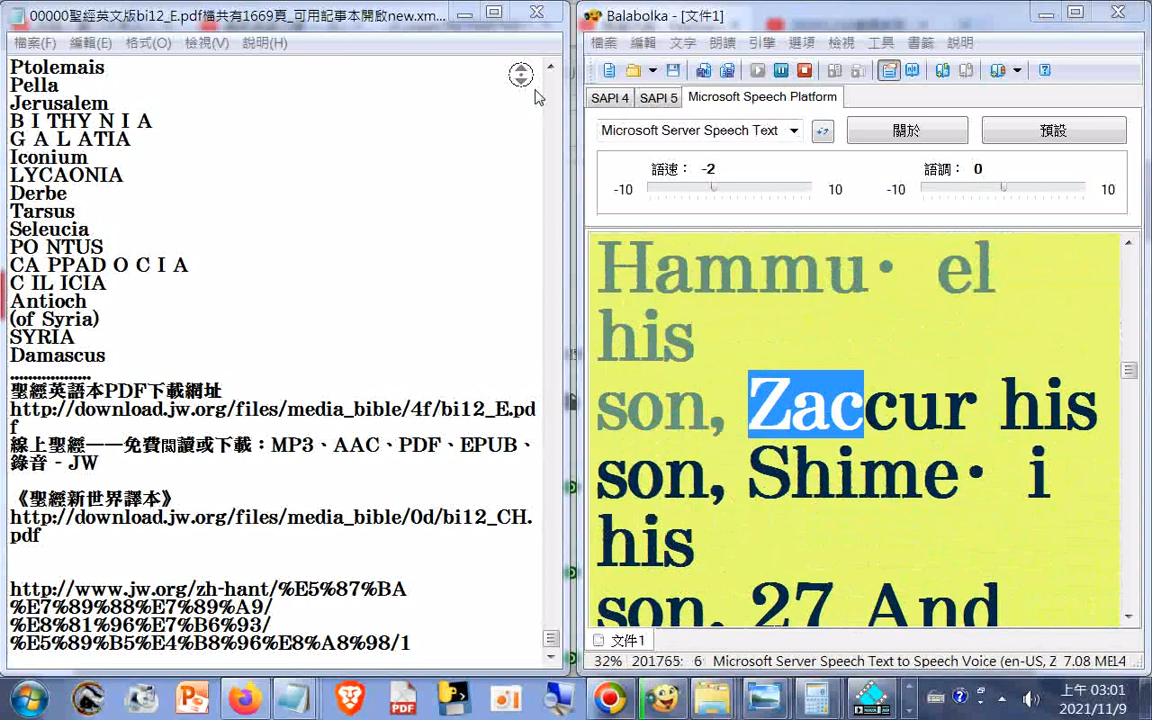 00000聖經英文版bi12_E.pdf檔共有1669頁_可用記事本開啟new.xm...
檔案(F) 編輯(E) 格式(O) 檢視(V) 說明(H)
Ptolemais
Pella
Jerusalem
B I THY N I A
G A L ATIA
Iconium
LYCAONIA
Derbe
Tarsus
Seleucia
PO NTUS
CA PPAD O C I A
C IL ICIA
Antioch
(of Syria)
SYRIA
Damascus
..................
聖經英語本PDF下載網址
http://download.jw.org/files/media_bible/4f/bi12_E.pd
f
線上聖經——免費閱讀或下載：MP3、AAC、PDF、EPUB、
錄音 - JW
《聖經新世界譯本》
http://download.jw.org/files/media_bible/0d/bi12_CH.
pdf
http://www.jw.org/zh-hant/%E5%87%BA
%E7%89%88%E7%89%A9/
%E8%81%96%E7%B6%93/
%E5%89%B5%E4%B8%96%E8%A8%98/1
Balabolka - [文件1]
檔案 編輯 文字 朗讀 引擎 選項 檢視 工具 書籤 說明
SAPI 4 SAPI 5 Microsoft Speech Platform
Microsoft Server Speech Text 關於 預設
語速： -2 語調： 0
-10 10 -10 10
Hammu· el
his
son, Zaccur his
son, Shime· i
his
son. 27 And
文件1
32% 201765: 6 Microsoft Server Speech Text to Speech Voice (en-US, Z 7.08 ME14
PDF
上午 03:01
2021/11/9